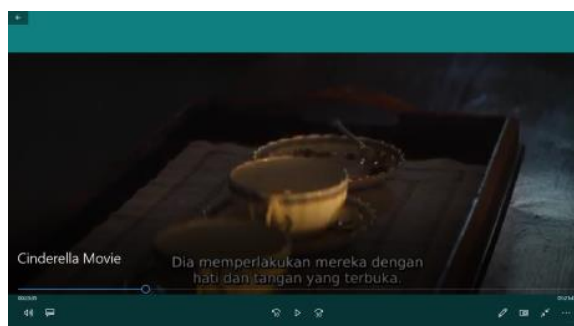 Cinderella Movie
Dia memperlakukan mereka dengan
hati dan tangan yang terbuka.